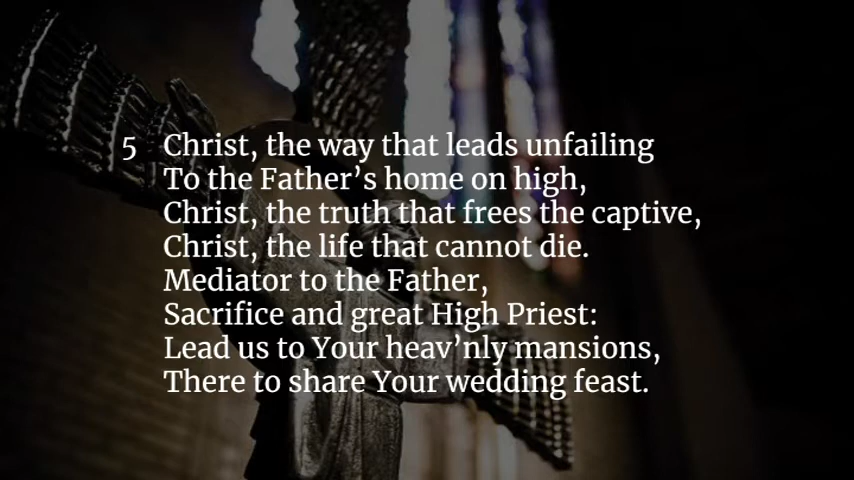 5 Christ, the way that leads unfailing
To the Father’s home on high,
Christ, the truth that frees the captive,
Christ, the life that cannot die.
Mediator to the Father,
Sacrifice and great High Priest:
Lead us to Your heav’nly mansions,
There to share Your wedding feast.